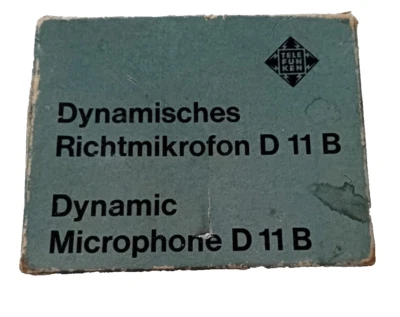 TELE
FUN
KEN
Dynamisches
Richtmikrofon D 11 B
Dynamic
Microphone D 11 B